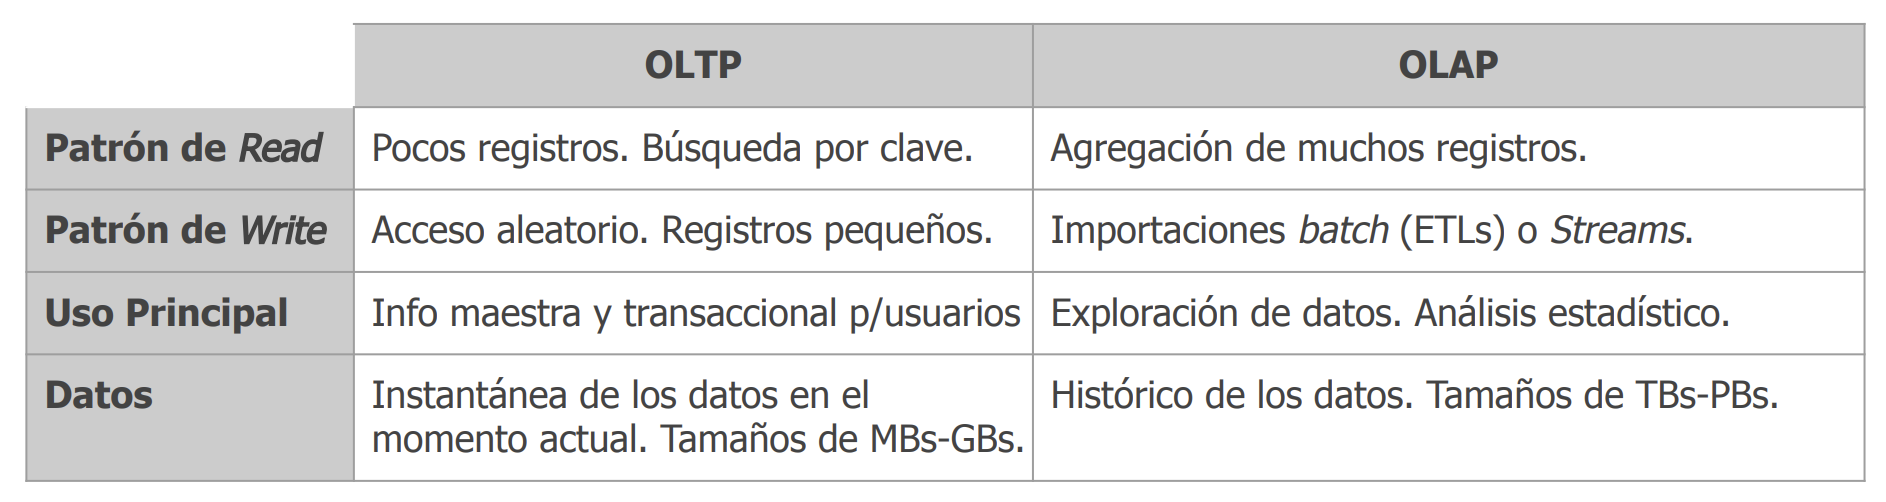 OLTP OLAP
Patrón de Read Pocos registros. Búsqueda por clave. Agregación de muchos registros.
Patrón de Write Acceso aleatorio. Registros pequeños. Importaciones batch (ETLs) o Streams.
Uso Principal Info maestra y transaccional p/usuarios Exploración de datos. Análisis estadístico.
Datos Instantánea de los datos en el Histórico de los datos. Tamaños de TBs-PBs.
momento actual. Tamaños de MBs-GBs.